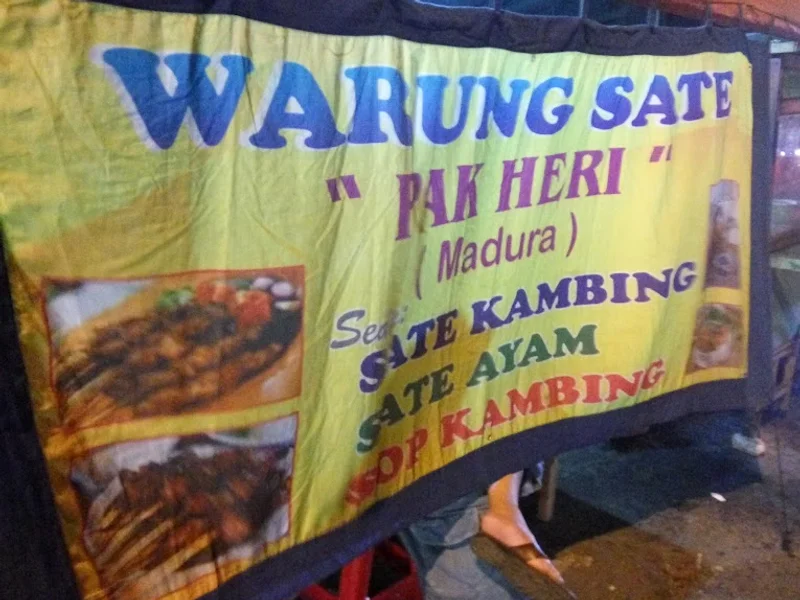 WARUNG SATE
" PAK HERI "
( Madura )
SATE KAMBING
SATE AYAM
SOP KAMBING